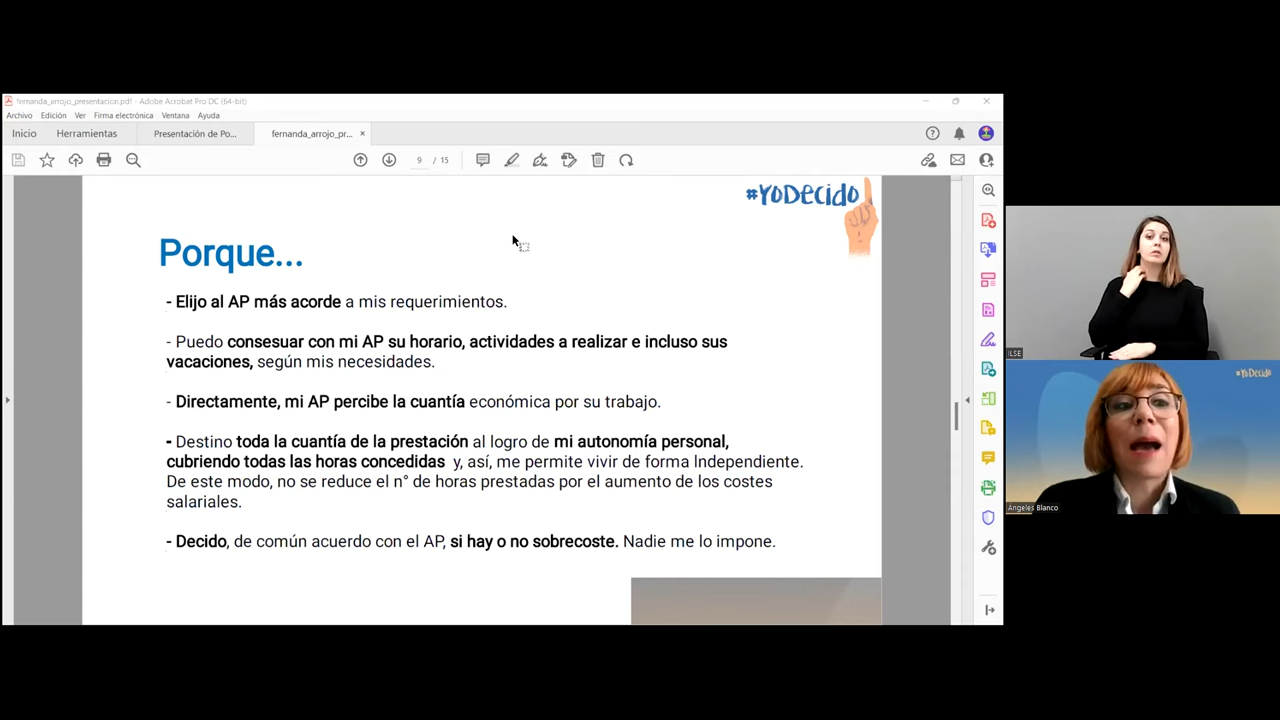 fernanda_arrojo_presentacion.pdf - Adobe Acrobat Pro DC (64-bit)
Archivo Edición Ver Firma electrónica Ventana Ayuda
Inicio Herramientas Presentación de Po... fernanda_arrojo_pr... ×
9 / 15
#YoDecido
Porque...
- Elijo al AP más acorde a mis requerimientos.
- Puedo consesuar con mi AP su horario, actividades a realizar e incluso sus
vacaciones, según mis necesidades.
- Directamente, mi AP percibe la cuantía económica por su trabajo.
- Destino toda la cuantía de la prestación al logro de mi autonomía personal,
cubriendo todas las horas concedidas y, así, me permite vivir de forma Independiente.
De este modo, no se reduce el n° de horas prestadas por el aumento de los costes
salariales.
- Decido, de común acuerdo con el AP, si hay o no sobrecoste. Nadie me lo impone.
ILSE
#YoDecido
Ángeles Blanco